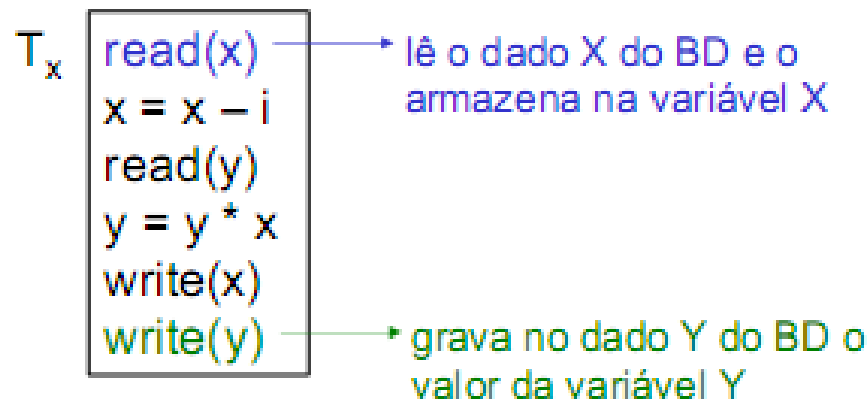 Tx read(x) lê o dado X do BD e o
x = x – i armazena na variável X
read(y)
y = y * x
write(x)
write(y) grava no dado Y do BD o
valor da variável Y